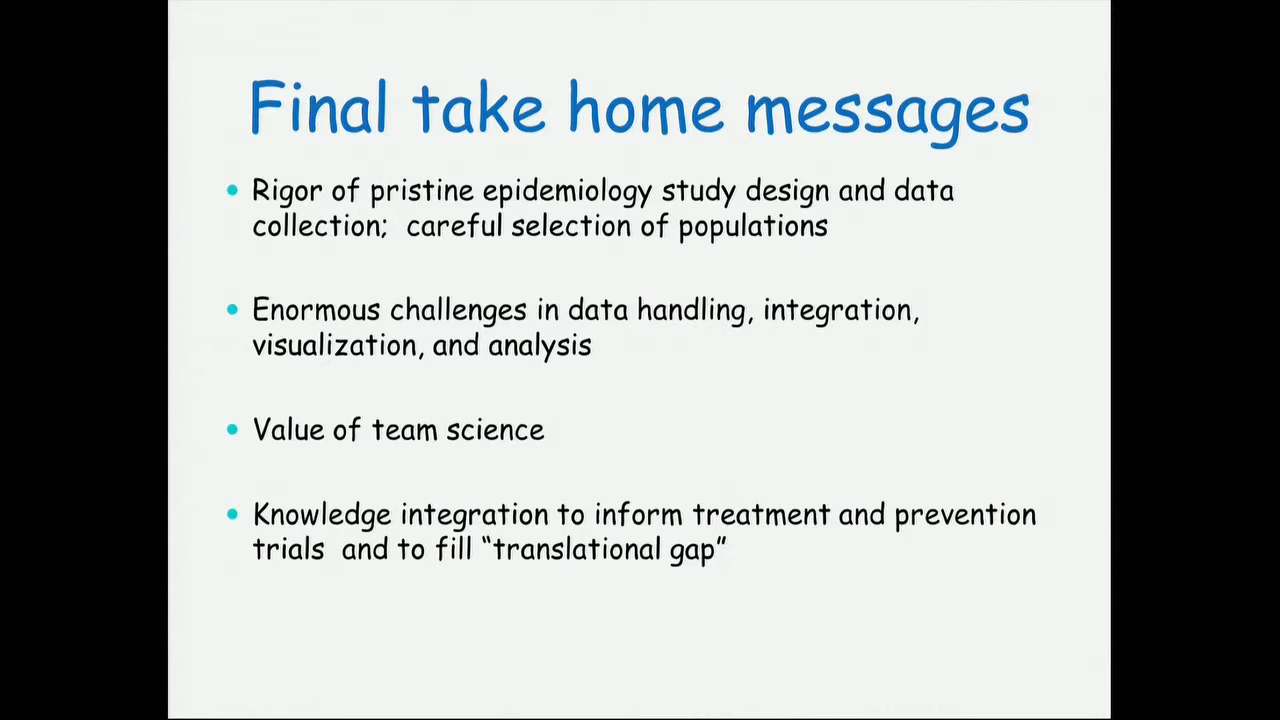 Final take home messages
• Rigor of pristine epidemiology study design and data
collection;  careful selection of populations
• Enormous challenges in data handling, integration,
visualization, and analysis
• Value of team science
• Knowledge integration to inform treatment and prevention
trials  and to fill “translational gap”